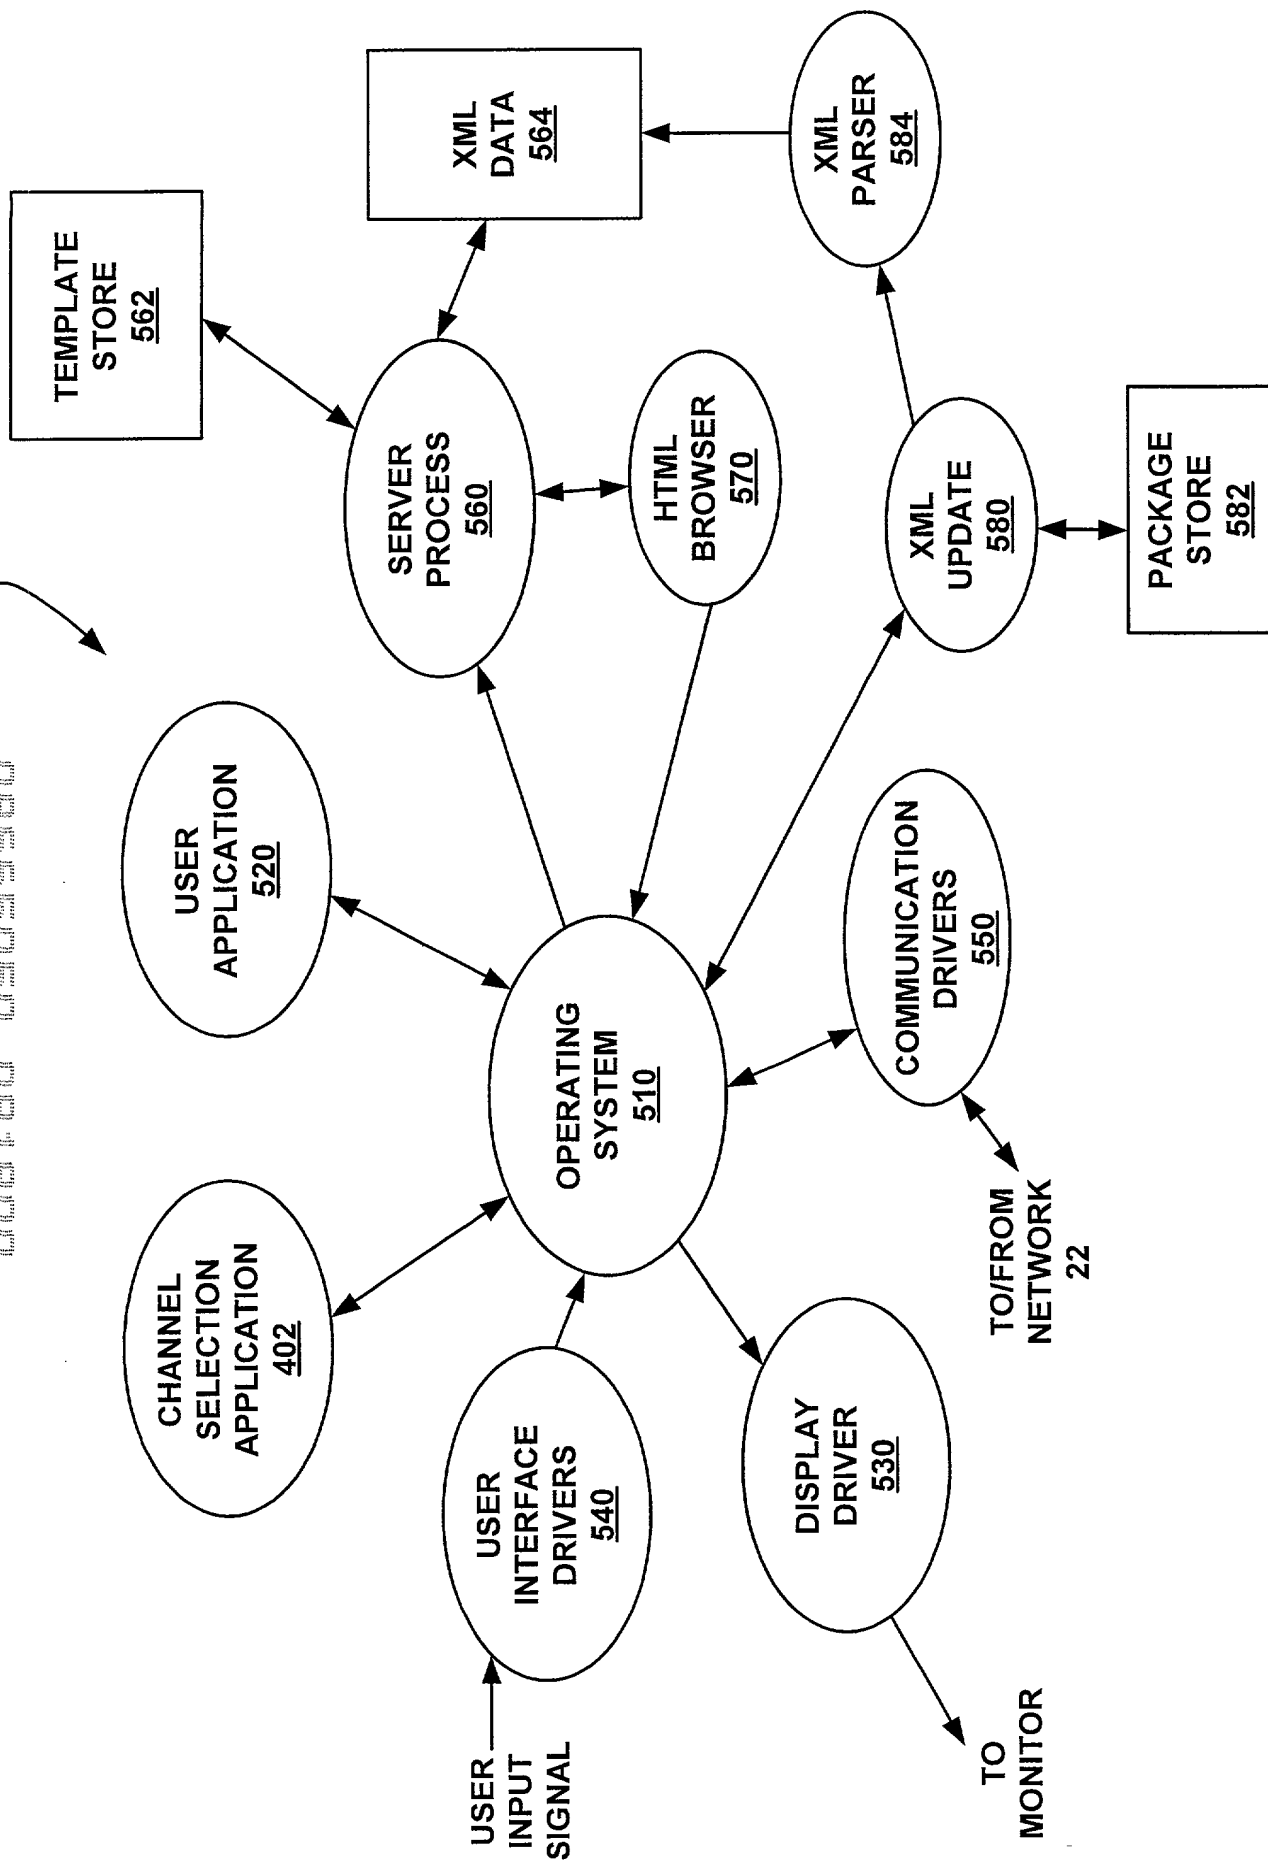 TEMPLATE
STORE
562
XML
DATA
564
SERVER
PROCESS
560
XML
PARSER
584
HTML
BROWSER
570
USER
APPLICATION
520
XML
UPDATE
580
PACKAGE
STORE
582
CHANNEL
SELECTION
APPLICATION
402
OPERATING
SYSTEM
510
COMMUNICATION
DRIVERS
550
USER
INTERFACE
DRIVERS
540
TO/FROM
NETWORK
22
DISPLAY
DRIVER
530
USER
INPUT
SIGNAL
TO
MONITOR